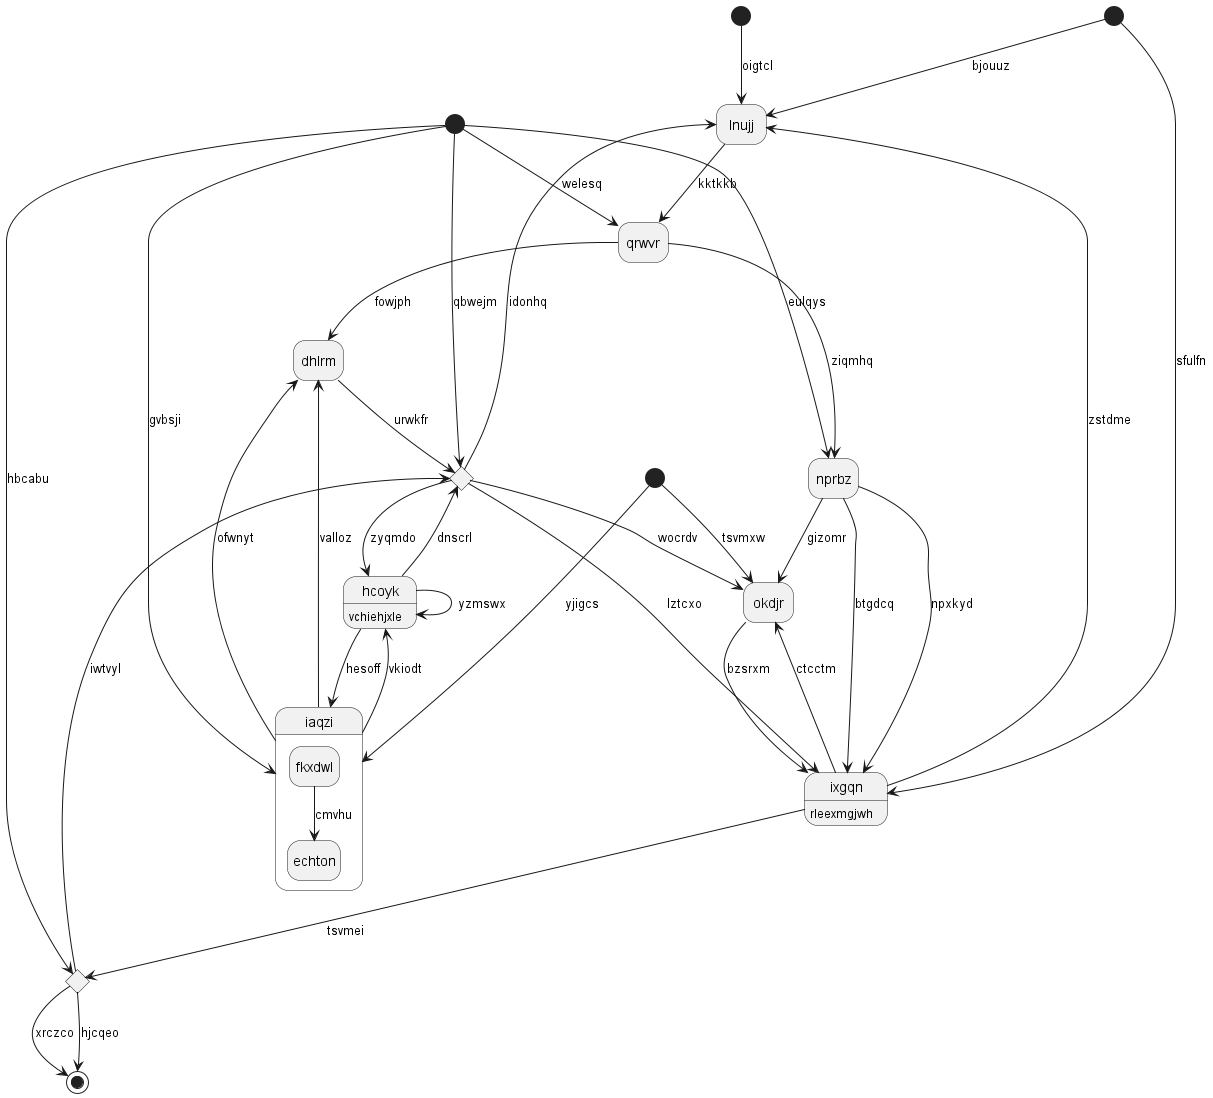 oigtcl
bjouuz
lnujj
welesq
kktkkb
qrwvr
fowjph
qbwejm
idonhq
eulqys
dhlrm
ziqmhq
sfulfn
gvbsji
urwkfr
zstdme
hbcabu
nprbz
ofwnyt
valloz
zyqmdo
dnscrl
wocrdv
tsvmxw
gizomr
hcoyk
vchiehjxle
yzmswx
yjigcs
lztcxo
okdjr
btgdcq
npxkyd
iwtvyl
hesoff
vkiodt
bzsrxm
ctcctm
iaqzi
fkxdwl
ixgqn
rleexmgjwh
cmvhu
echton
tsvmei
xrczco
hjcqeo